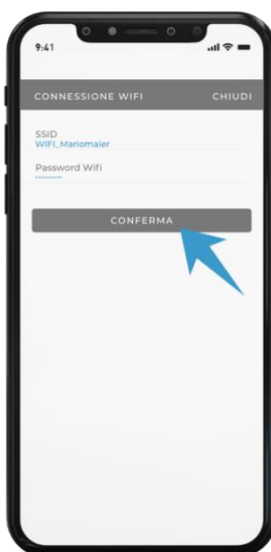 9:41
CONNESSIONE WIFI CHIUDI
SSID
WIFI_Mariomaier
Password Wifi
CONFERMA